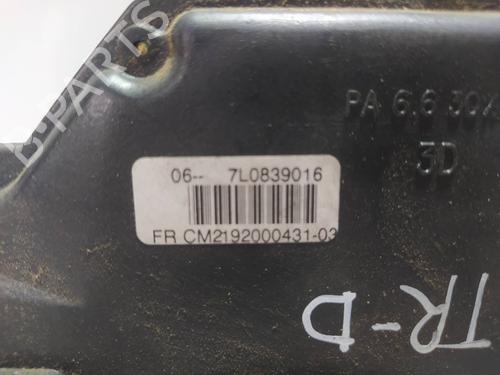 B-PARTS
PA 6.6 30/
3D
06-- 7L0839016
FR CM2192000431-03
TR-D